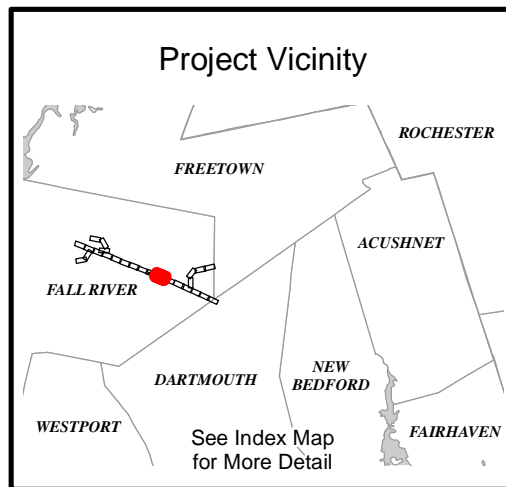 Project Vicinity
ROCHESTER
FREETOWN
ACUSHNET
FALL RIVER
DARTMOUTH
NEW
BEDFORD
WESTPORT
See Index Map
for More Detail
FAIRHAVEN